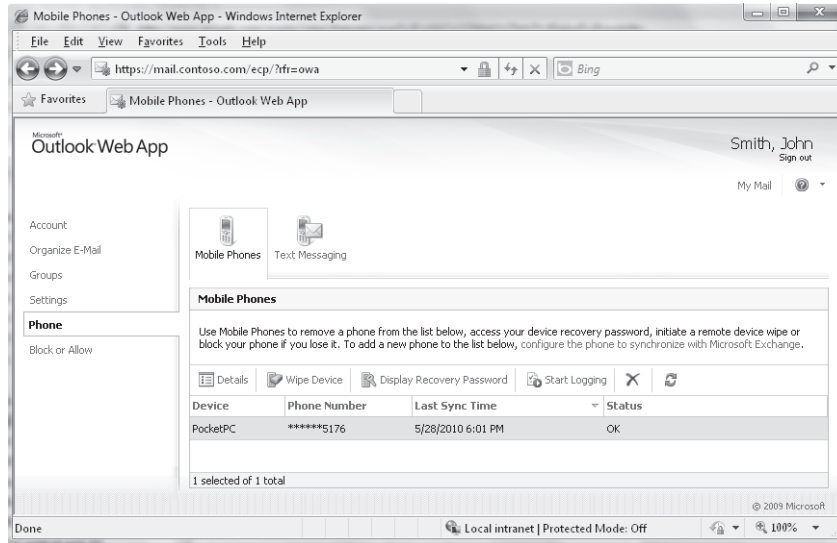 Mobile Phones - Outlook Web App - Windows Internet Explorer
File Edit View Favorites Tools Help
https://mail.contoso.com/ecp/?rfr=owa
Bing
Favorites
Mobile Phones - Outlook Web App
Microsoft®
Outlook Web App
Smith, John
Sign out
My Mail
Account
Organize E-Mail
Groups
Settings
Phone
Block or Allow
Mobile Phones Text Messaging
Mobile Phones
Use Mobile Phones to remove a phone from the list below, access your device recovery password, initiate a remote device wipe or
block your phone if you lose it. To add a new phone to the list below, configure the phone to synchronize with Microsoft Exchange.
Details Wipe Device Display Recovery Password Start Logging
Device Phone Number Last Sync Time Status
PocketPC ******5176 5/28/2010 6:01 PM OK
1 selected of 1 total
© 2009 Microsoft
Done Local intranet | Protected Mode: Off 100%